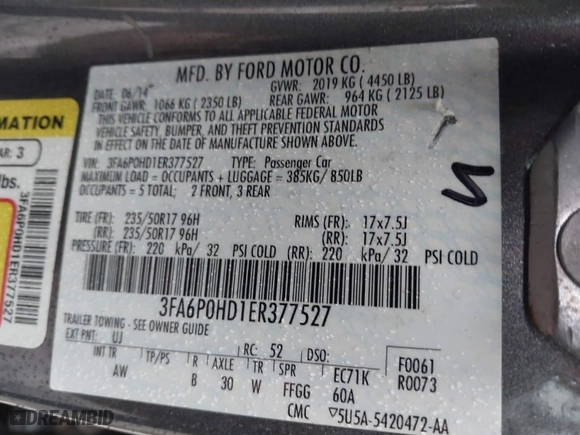 MFD. BY FORD MOTOR CO.
DATE: 06/14 GVWR: 2019 KG (4450 LB)
FRONT GAWR: 1066 KG (2350 LB) REAR GAWR: 964 KG (2125 LB)
THIS VEHICLE CONFORMS TO ALL APPLICABLE FEDERAL MOTOR
VEHICLE SAFETY, BUMPER, AND THEFT PREVENTION STANDARDS
IN EFFECT ON THE DATE OF MANUFACTURE SHOWN ABOVE.
VIN: 3FA6P0HD1ER377527 TYPE: Passenger Car
MAXIMUM LOAD = OCCUPANTS + LUGGAGE = 385KG/850LB
OCCUPANTS = 5 TOTAL: 2 FRONT, 3 REAR
TIRE (FR): 235/50R17 96H RIMS (FR): 17x7.5J
(RR): 235/50R17 96H (RR): 17x7.5J
PRESSURE (FR): 220 kPa/ 32 PSI COLD (RR): 220 kPa/ 32 PSI COLD
3FA6P0HD1ER377527
TRAILER TOWING - SEE OWNER GUIDE
EXT PNT: UJ RC: 52 DSO: F0061
INT TR TP/PS R AXLE TR SPR EC71K R0073
AW B 30 W FFGG 60A
CMC ▽5U5A-5420472-AA
MATION
AR: 3
lbs.
3FA6P0HD1ER377527
5
© DREAMBID
DREAMBID.COM